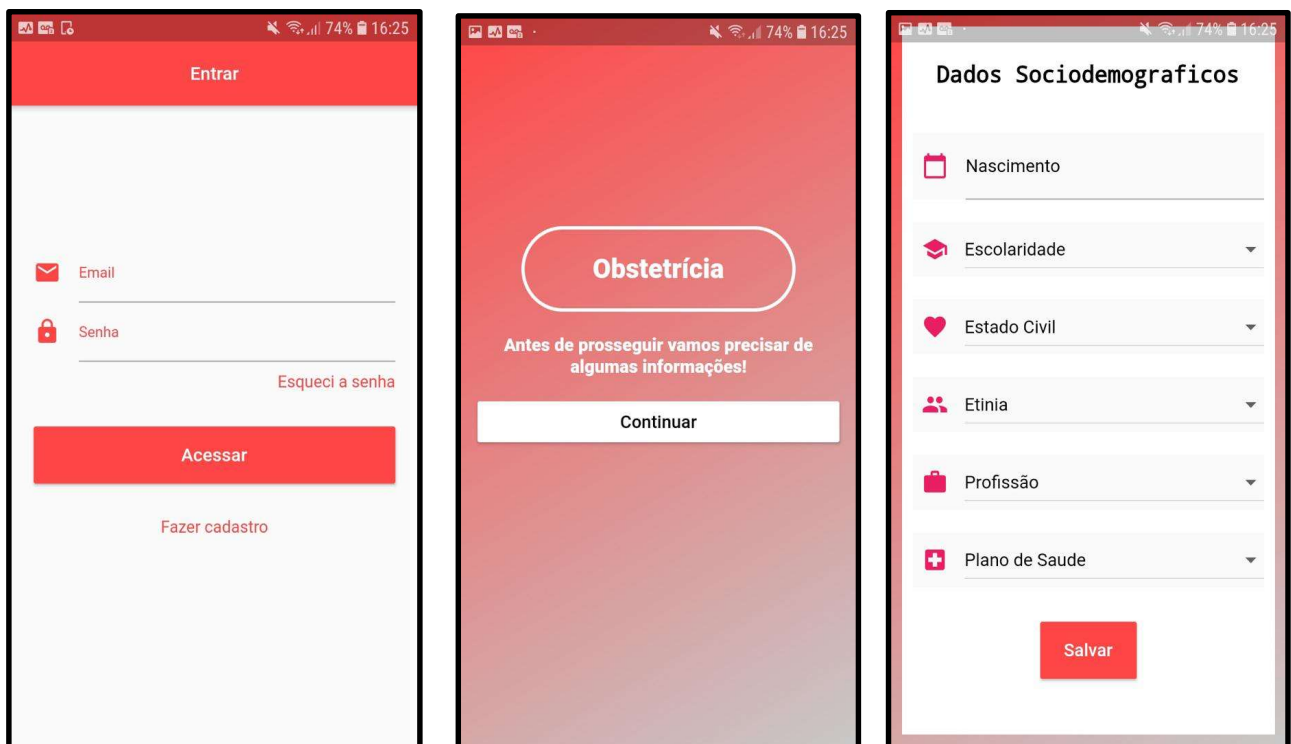 74% 16:25
Entrar
Email
Senha
Esqueci a senha
Acessar
Fazer cadastro
74% 16:25
Obstetrícia
Antes de prosseguir vamos precisar de
algumas informações!
Continuar
74% 16:25
Dados Sociodemograficos
Nascimento
Escolaridade
Estado Civil
Etinia
Profissão
Plano de Saude
Salvar